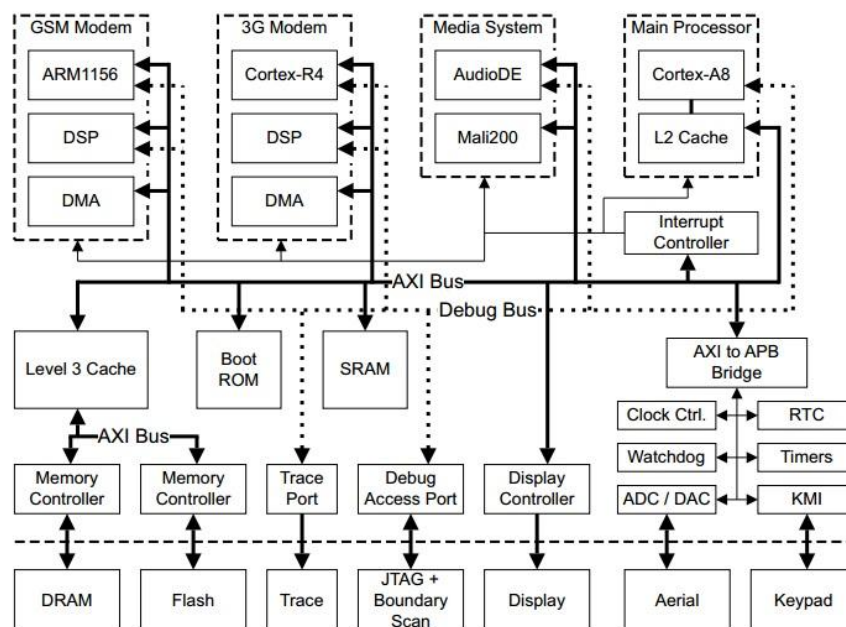 GSM Modem
3G Modem
Media System
Main Processor
ARM1156
Cortex-R4
AudioDE
Cortex-A8
DSP
DSP
Mali200
L2 Cache
DMA
DMA
Interrupt
Controller
AXI Bus
Debug Bus
Level 3 Cache
Boot
ROM
SRAM
AXI to APB
Bridge
Clock Ctrl.
RTC
AXI Bus
Watchdog
Timers
Memory
Controller
Memory
Controller
Trace
Port
Debug
Access Port
Display
Controller
ADC / DAC
KMI
DRAM
Flash
Trace
JTAG +
Boundary
Scan
Display
Aerial
Keypad